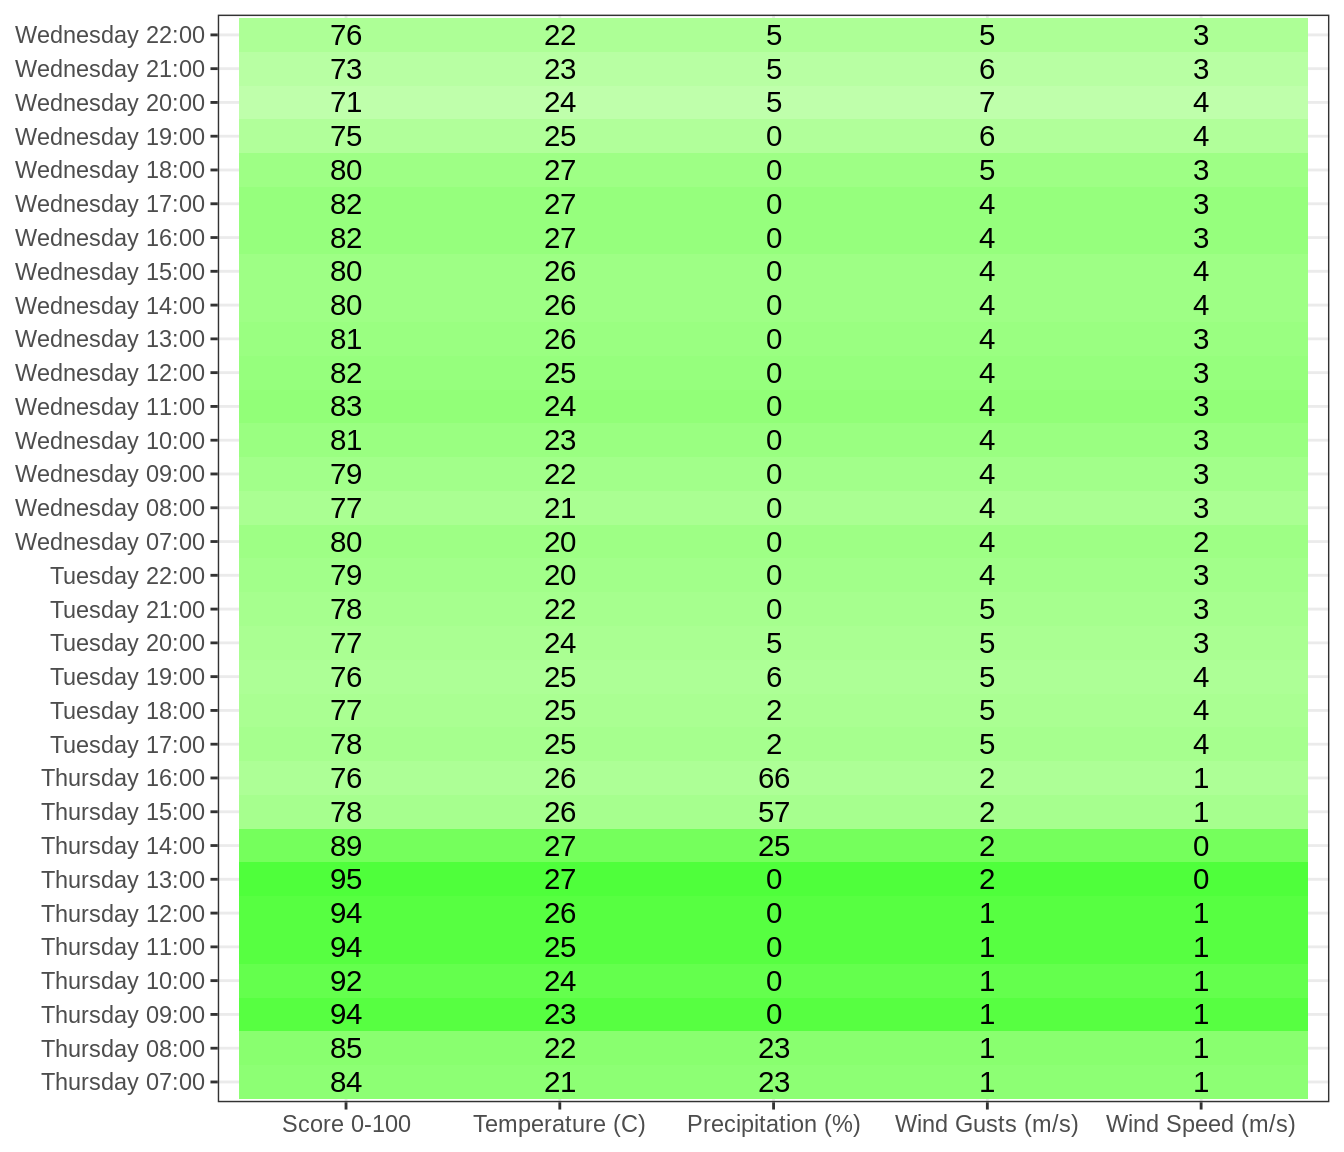 Wednesday 22:00 76 22 5 5 3
Wednesday 21:00 73 23 5 6 3
Wednesday 20:00 71 24 5 7 4
Wednesday 19:00 75 25 0 6 4
Wednesday 18:00 80 27 0 5 3
Wednesday 17:00 82 27 0 4 3
Wednesday 16:00 82 27 0 4 3
Wednesday 15:00 80 26 0 4 4
Wednesday 14:00 80 26 0 4 4
Wednesday 13:00 81 26 0 4 3
Wednesday 12:00 82 25 0 4 3
Wednesday 11:00 83 24 0 4 3
Wednesday 10:00 81 23 0 4 3
Wednesday 09:00 79 22 0 4 3
Wednesday 08:00 77 21 0 4 3
Wednesday 07:00 80 20 0 4 2
Tuesday 22:00 79 20 0 4 3
Tuesday 21:00 78 22 0 5 3
Tuesday 20:00 77 24 5 5 3
Tuesday 19:00 76 25 6 5 4
Tuesday 18:00 77 25 2 5 4
Tuesday 17:00 78 25 2 5 4
Thursday 16:00 76 26 66 2 1
Thursday 15:00 78 26 57 2 1
Thursday 14:00 89 27 25 2 0
Thursday 13:00 95 27 0 2 0
Thursday 12:00 94 26 0 1 1
Thursday 11:00 94 25 0 1 1
Thursday 10:00 92 24 0 1 1
Thursday 09:00 94 23 0 1 1
Thursday 08:00 85 22 23 1 1
Thursday 07:00 84 21 23 1 1
Score 0-100 Temperature (C) Precipitation (%) Wind Gusts (m/s) Wind Speed (m/s)